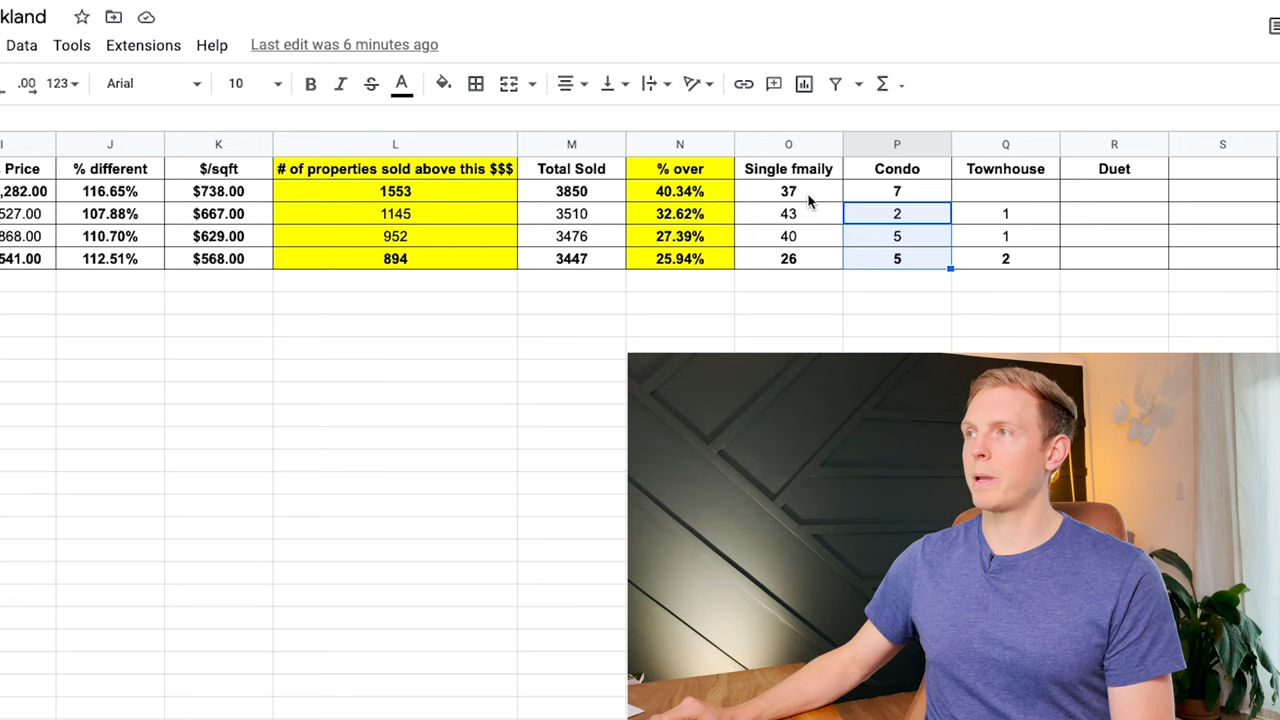 kland
Data Tools Extensions Help Last edit was 6 minutes ago
.00 123 Arial 10 B I S A
J K L M N O P Q R S
Price % different $/sqft # of properties sold above this $$$ Total Sold % over Single fmaily Condo Townhouse Duet
,282.00 116.65% $738.00 1553 3850 40.34% 37 7
527.00 107.88% $667.00 1145 3510 32.62% 43 2 1
868.00 110.70% $629.00 952 3476 27.39% 40 5 1
541.00 112.51% $568.00 894 3447 25.94% 26 5 2